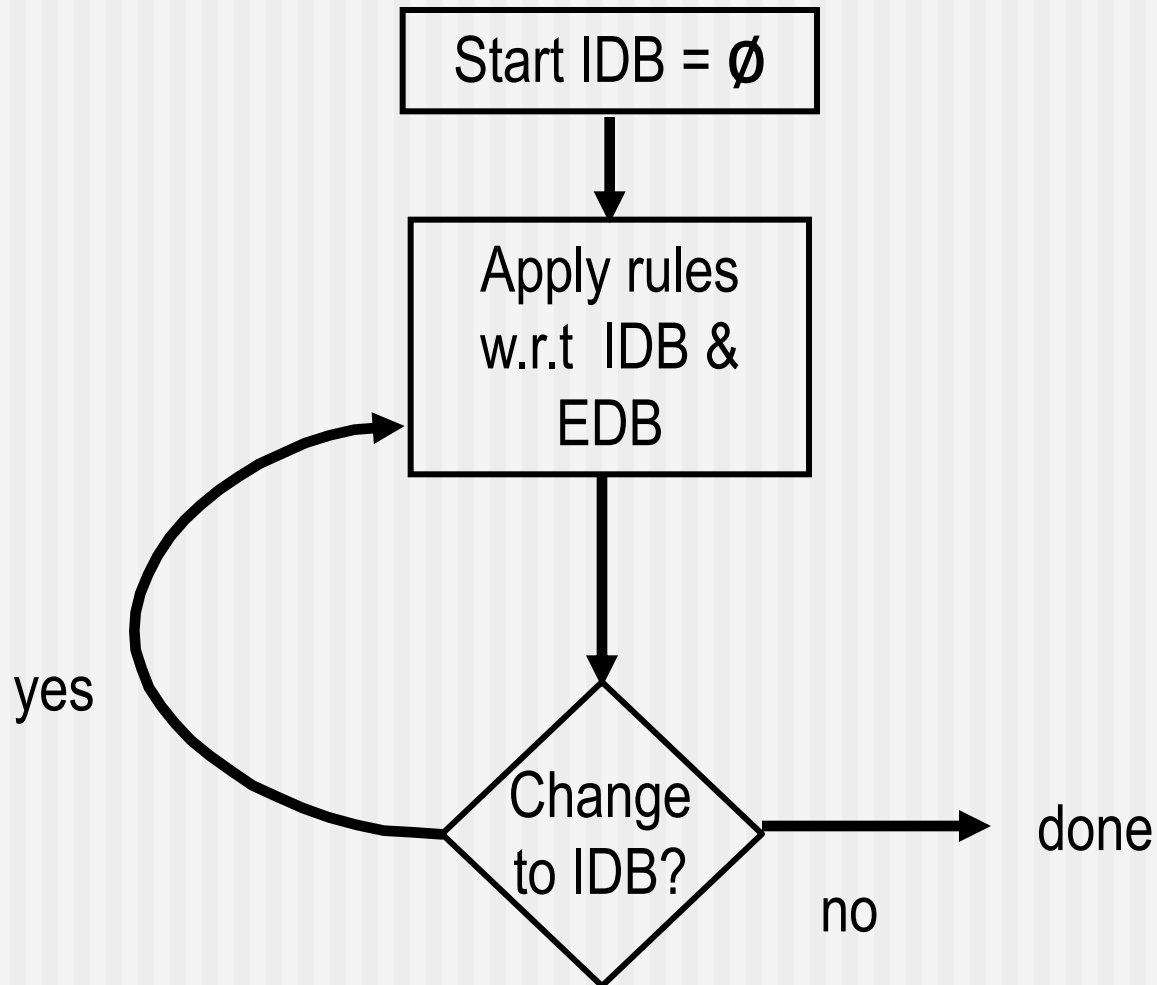 Start IDB = ø
Apply rules
w.r.t IDB &
EDB
yes
Change
to IDB?
done
no